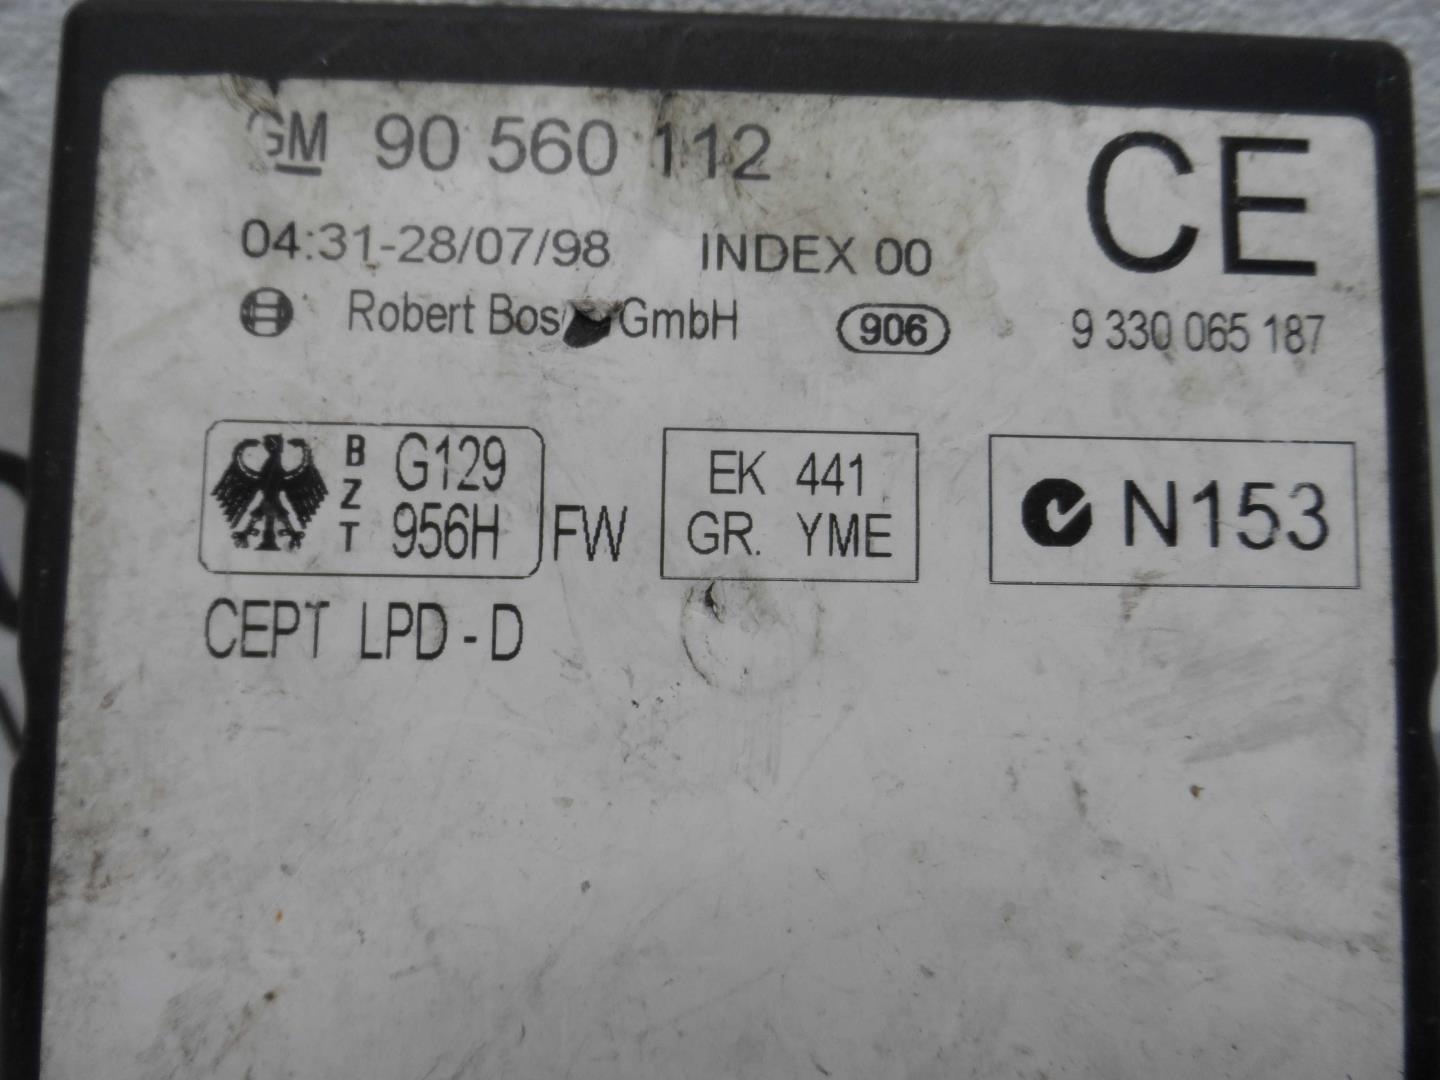 GM 90 560 112
CE
04:31-28/07/98 INDEX 00
Robert GmbH 906 9 330 065 187
BZT G129 956H FW
EK 441
GR. YME
N153
CEPT LPD - D